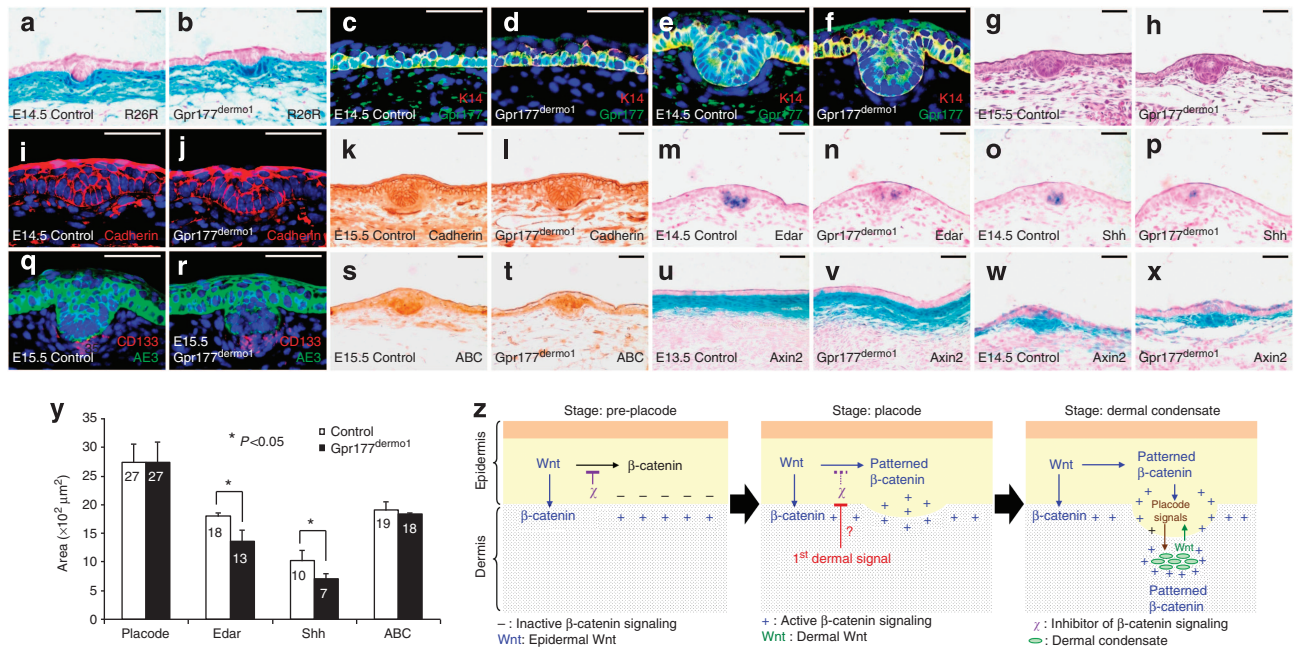 a
E14.5 Control R26R
b
Gpr177dermo1 R26R
c
E14.5 Control K14 Gpr177
d
Gpr177dermo1 K14 Gpr177
e
E14.5 Control K14 Gpr177
f
Gpr177dermo1 K14 Gpr177
g
E15.5 Control
h
Gpr177dermo1
i
E14.5 Control Cadherin
j
Gpr177dermo1 Cadherin
k
E15.5 Control Cadherin
l
Gpr177dermo1 Cadherin
m
E14.5 Control Edar
n
Gpr177dermo1 Edar
o
E14.5 Control Shh
p
Gpr177dermo1 Shh
q
CD133
E15.5 Control AE3
r
E15.5 CD133
Gpr177dermo1 AE3
s
E15.5 Control ABC
t
Gpr177dermo1 ABC
u
E13.5 Control Axin2
v
Gpr177dermo1 Axin2
w
E14.5 Control Axin2
x
Gpr177dermo1 Axin2
y
Area (×10² μm²)
35
30
25
20
15
10
5
0
* P<0.05
Control
Gpr177dermo1
27 27
* 18 13
* 10 7
19 18
Placode Edar Shh ABC
z
Stage: pre-placode
Epidermis
Dermis
Wnt β-catenin
χ
− − − − −
β-catenin + + + + +
Stage: placode
Wnt Patterned
β-catenin
χ
+ + + + + +
β-catenin + + + +
?
1st dermal signal
Stage: dermal condensate
Wnt Patterned
β-catenin
Placode
signals
β-catenin + + + +
Wnt
+ + + + + +
Patterned
β-catenin
− : Inactive β-catenin signaling
Wnt: Epidermal Wnt
+ : Active β-catenin signaling
Wnt : Dermal Wnt
χ : Inhibitor of β-catenin signaling
: Dermal condensate